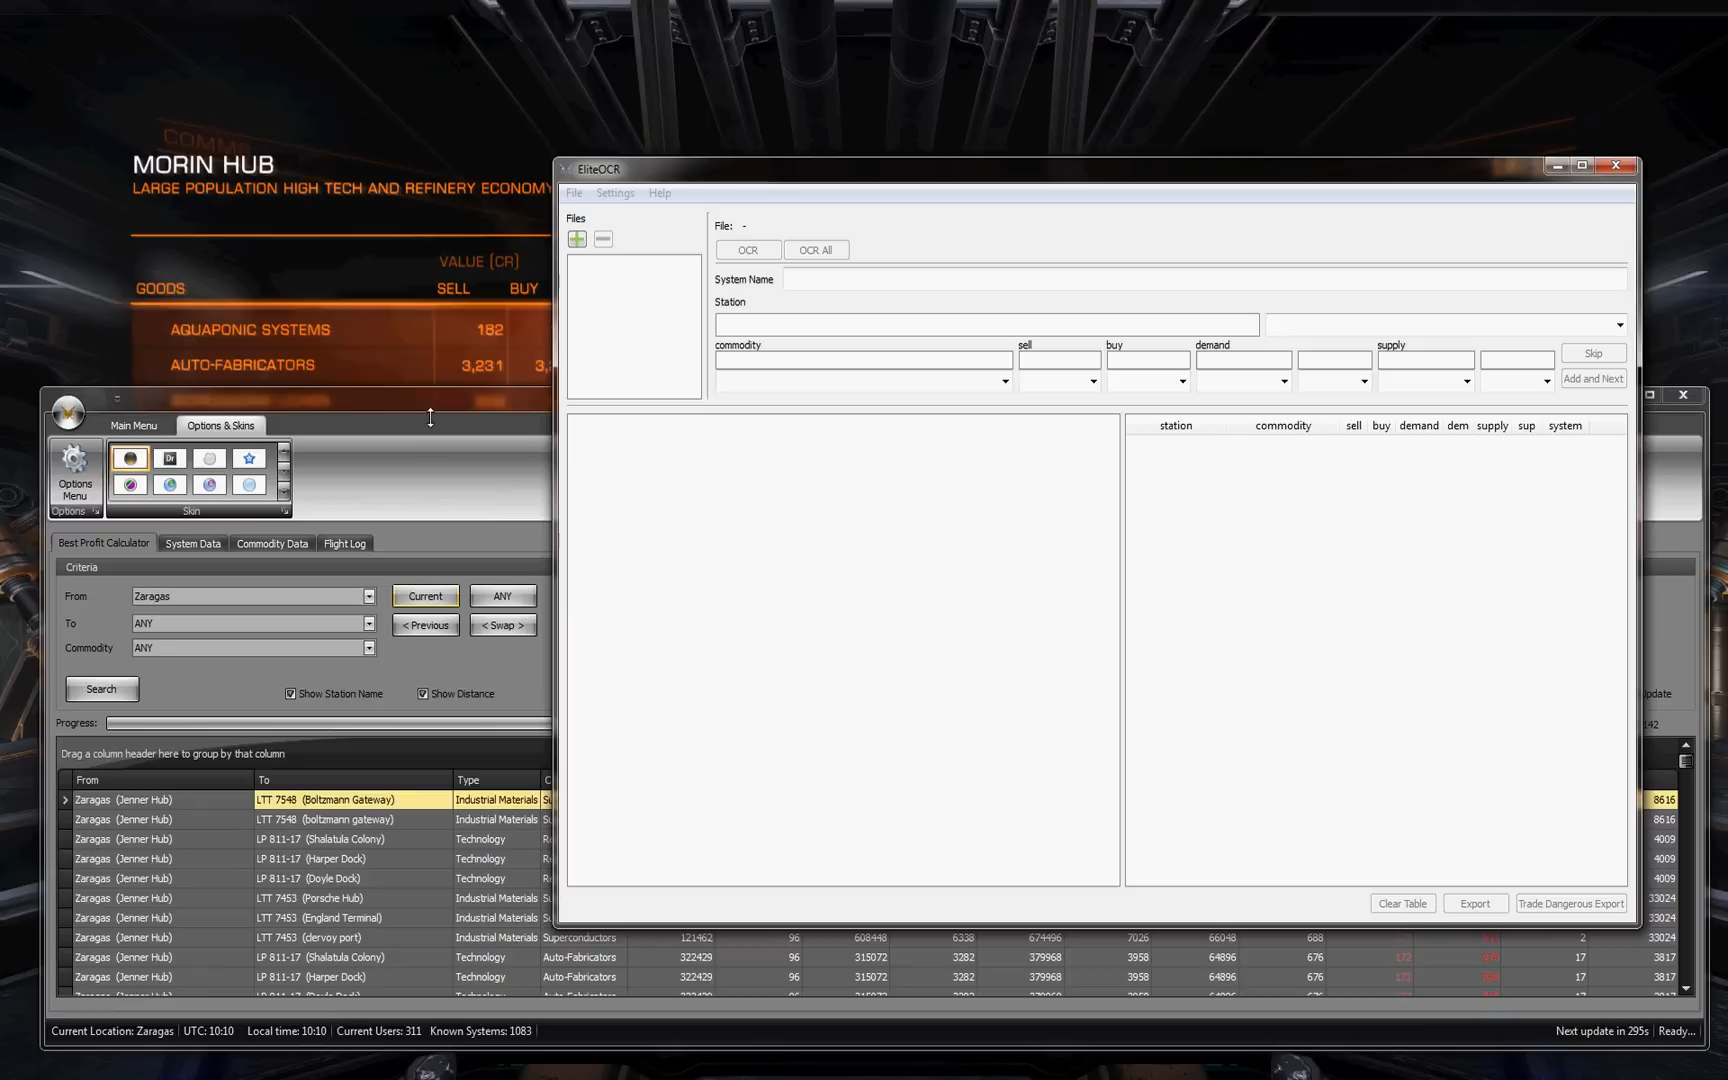 COMMS
MORIN HUB
LARGE POPULATION HIGH TECH AND REFINERY ECONOMY
VALUE (CR)
GOODS SELL BUY
AQUAPONIC SYSTEMS 182
AUTO-FABRICATORS 3,231
EliteOCR
File Settings Help
Files
File: -
OCR OCR All
System Name
Station
commodity sell buy demand supply
Skip
Add and Next
station commodity sell buy demand dem supply sup system
Clear Table Export Trade Dangerous Export
Main Menu Options & Skins
Options Menu
Options Skin
Best Profit Calculator System Data Commodity Data Flight Log
Criteria
From Zaragas Current ANY
To ANY < Previous < Swap >
Commodity ANY
Search Show Station Name Show Distance
Progress:
Drag a column header here to group by that column
From To Type
Zaragas (Jenner Hub) LTT 7548 (Boltzmann Gateway) Industrial Materials 8616
Zaragas (Jenner Hub) LTT 7548 (boltzmann gateway) Industrial Materials 8616
Zaragas (Jenner Hub) LP 811-17 (Shalatula Colony) Technology 4009
Zaragas (Jenner Hub) LP 811-17 (Harper Dock) Technology 4009
Zaragas (Jenner Hub) LP 811-17 (Doyle Dock) Technology 4009
Zaragas (Jenner Hub) LTT 7453 (Porsche Hub) Industrial Materials 33024
Zaragas (Jenner Hub) LTT 7453 (England Terminal) Industrial Materials 33024
Zaragas (Jenner Hub) LTT 7453 (dervoy port) Industrial Materials Superconductors 121462 96 608448 6338 674496 7026 66048 688 2 33024
Zaragas (Jenner Hub) LP 811-17 (Shalatula Colony) Technology Auto-Fabricators 322429 96 315072 3282 379968 3958 64896 676 172 17 3817
Zaragas (Jenner Hub) LP 811-17 (Harper Dock) Technology Auto-Fabricators 322429 96 315072 3282 379968 3958 64896 676 172 17 3817
Current Location: Zaragas UTC: 10:10 Local time: 10:10 Current Users: 311 Known Systems: 1083 Next update in 295s Ready...